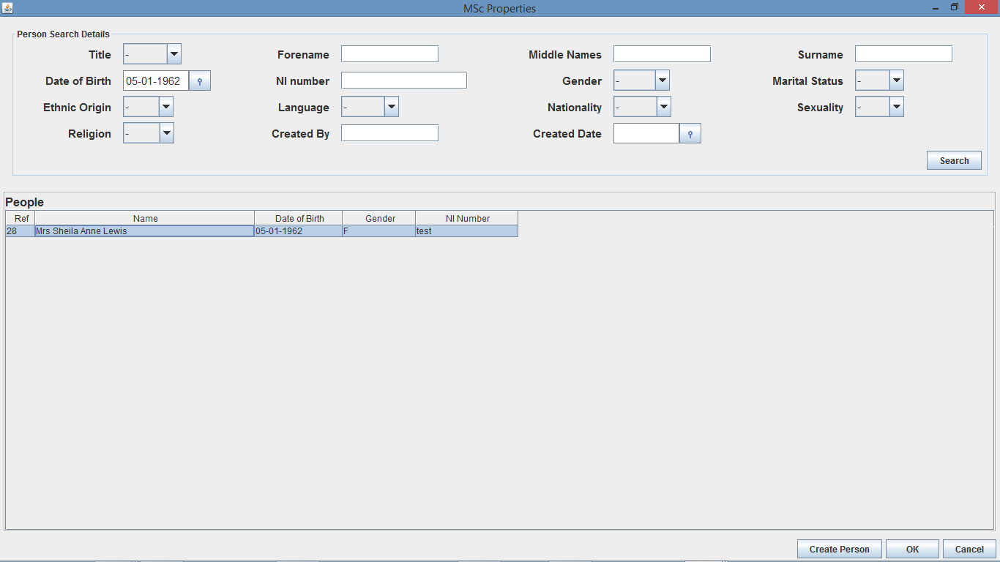 MSc Properties
Person Search Details
Title - Forename Middle Names Surname
Date of Birth 05-01-1962 NI number Gender - Marital Status -
Ethnic Origin - Language - Nationality - Sexuality -
Religion - Created By Created Date
Search
People
Ref Name Date of Birth Gender NI Number
28 Mrs Sheila Anne Lewis 05-01-1962 F test
Create Person OK Cancel